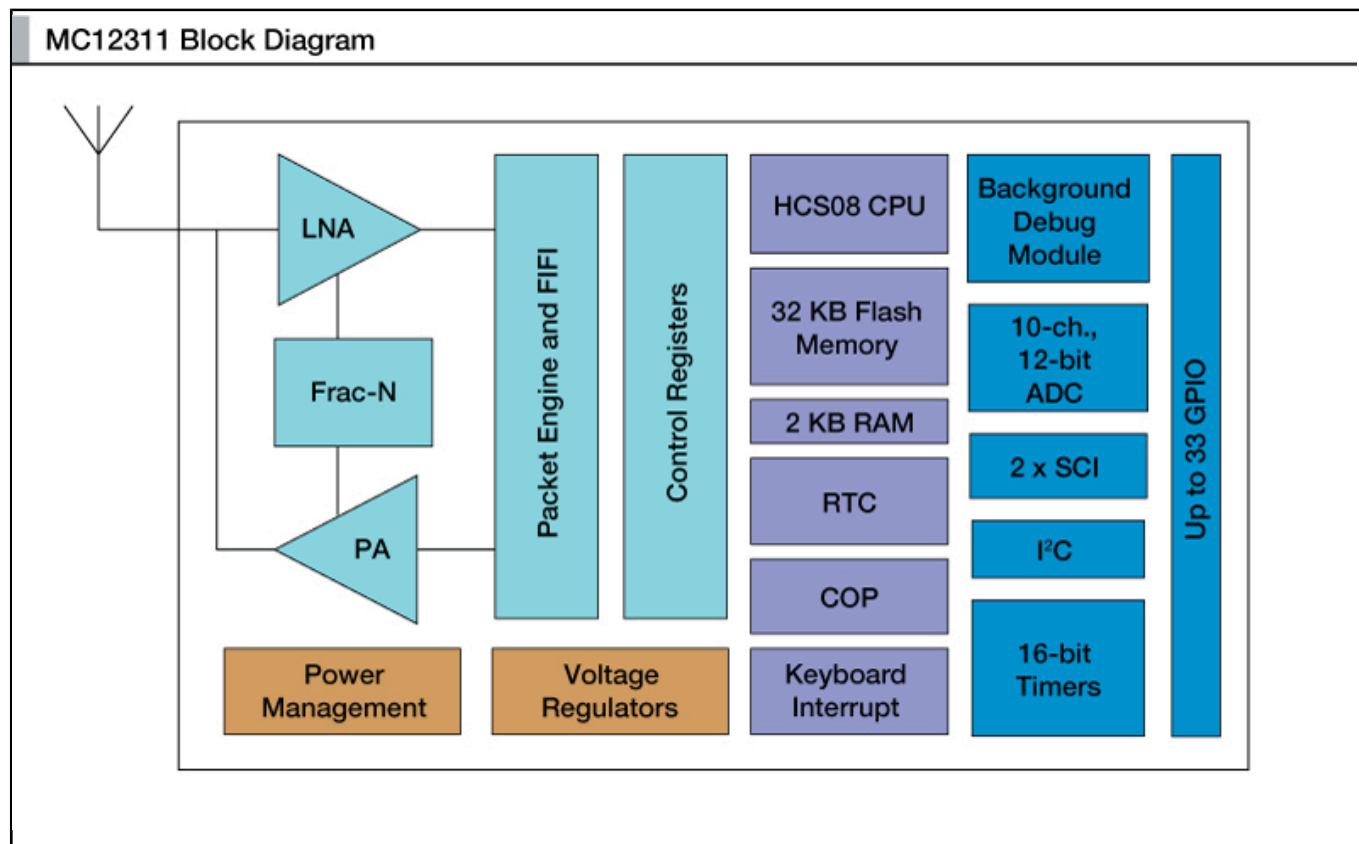 MC12311 Block Diagram
LNA
Frac-N
PA
Packet Engine and FIFI
Control Registers
Power
Management
Voltage
Regulators
HCS08 CPU
32 KB Flash
Memory
2 KB RAM
RTC
COP
Keyboard
Interrupt
Background
Debug
Module
10-ch.,
12-bit
ADC
2 x SCI
I²C
16-bit
Timers
Up to 33 GPIO